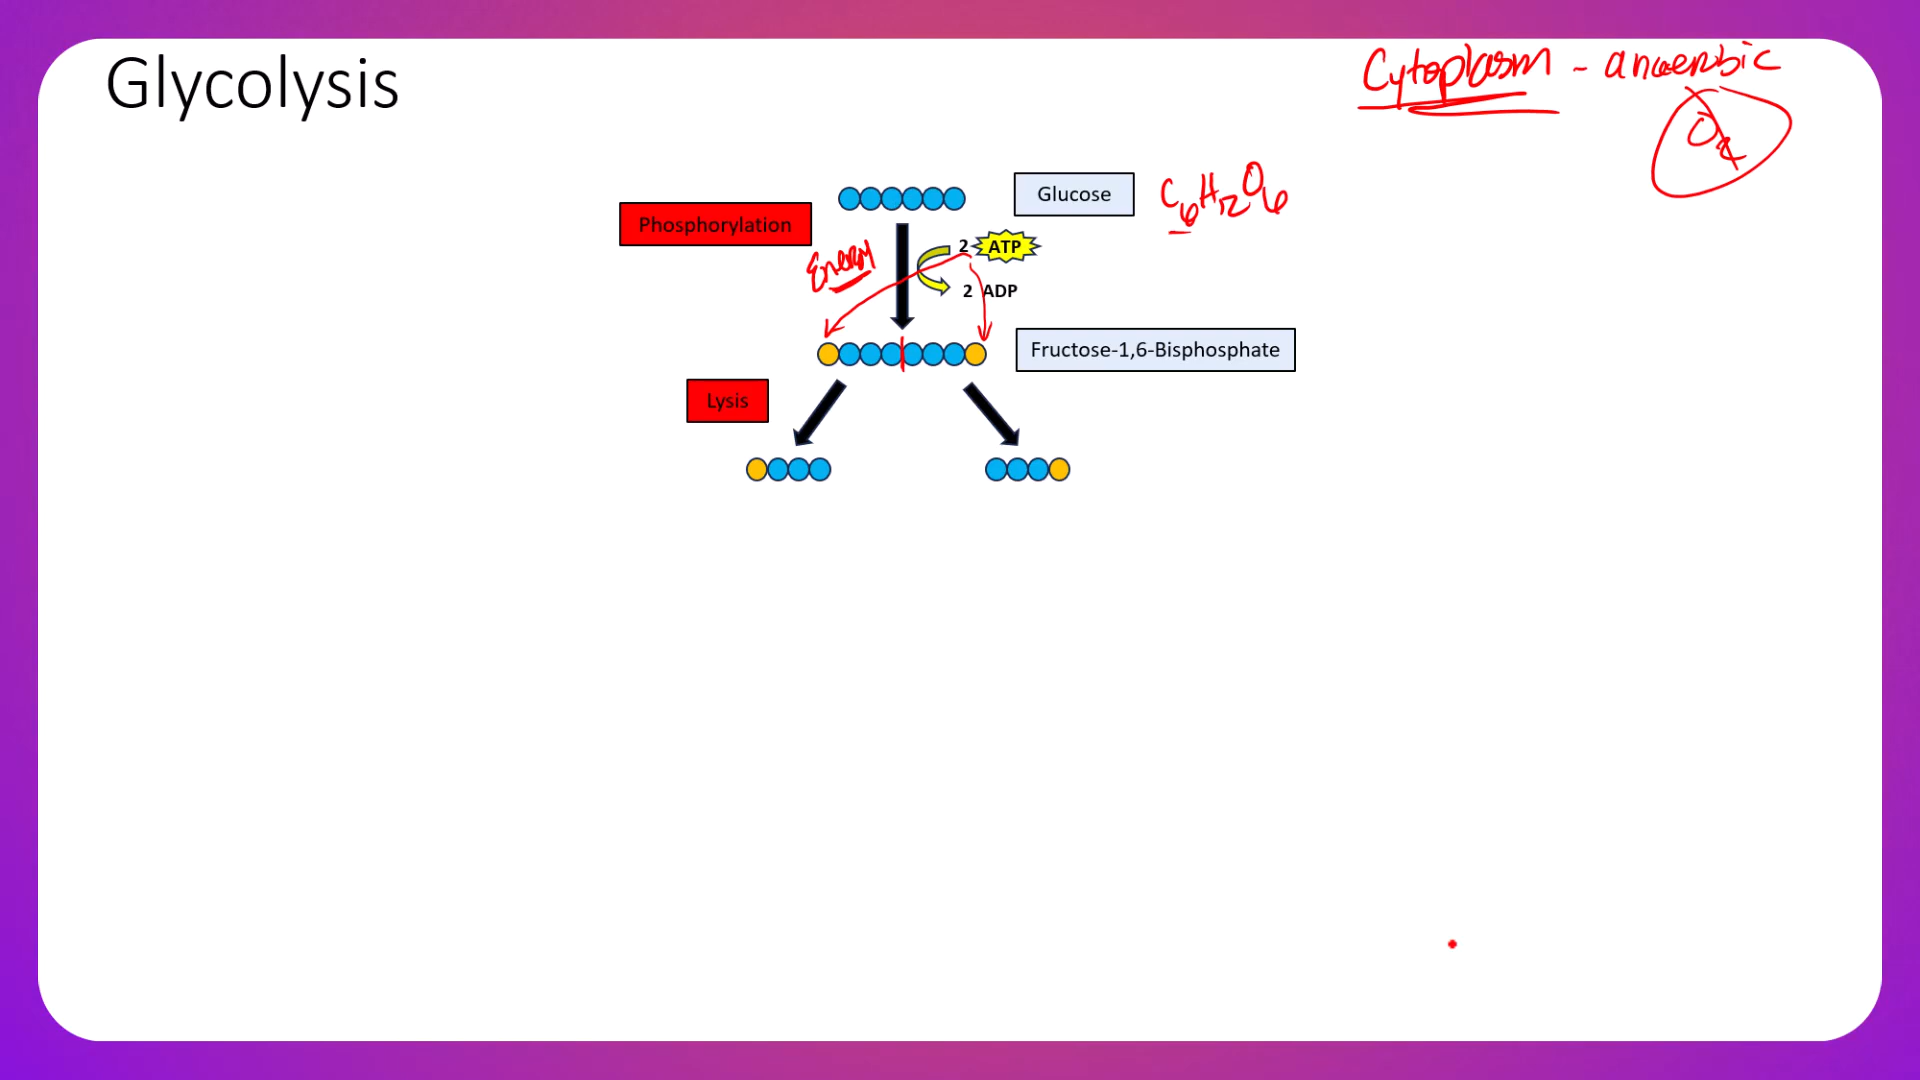 Glycolysis
Cytoplasm - anaerobic
O2
Glucose
C6H12O6
Phosphorylation
2 ATP
Energy
2 ADP
Fructose-1,6-Bisphosphate
Lysis